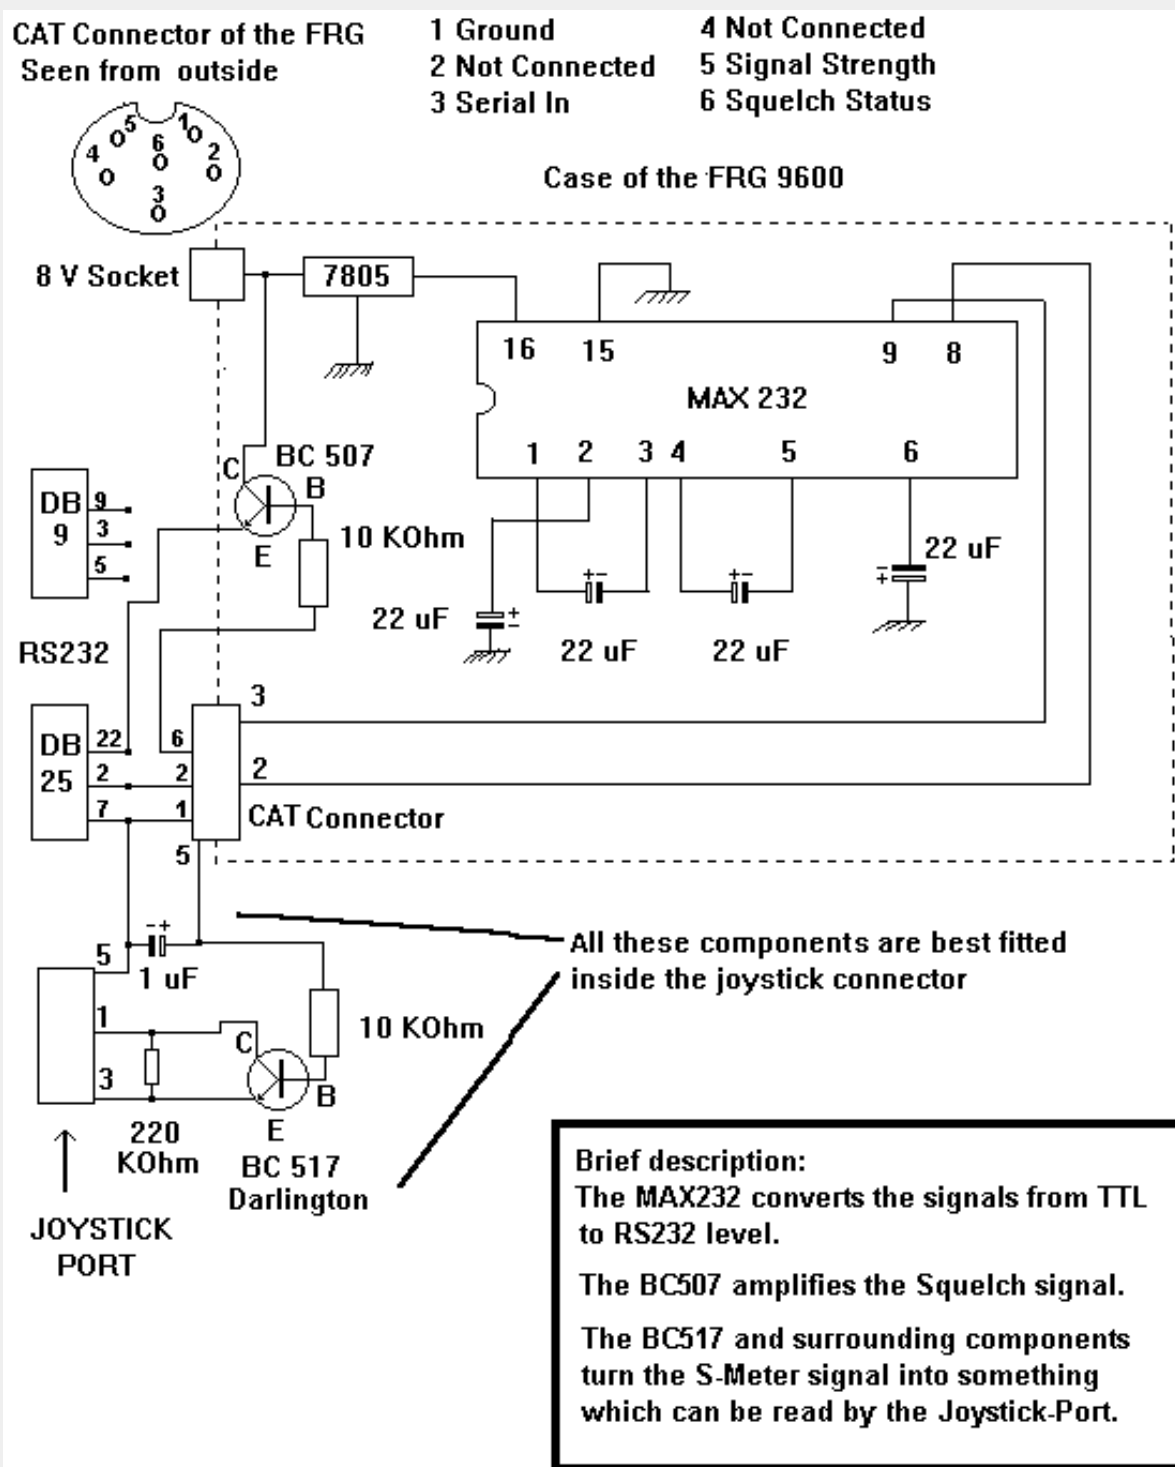 CAT Connector of the FRG
Seen from outside
1 Ground
2 Not Connected
3 Serial In
4 Not Connected
5 Signal Strength
6 Squelch Status
5
1
6
4
2
3
Case of the FRG 9600
8 V Socket
7805
16
15
9
8
MAX 232
1
2
3
4
5
6
C
BC 507
B
E
10 KOhm
DB
9
9
3
5
RS232
22 uF
+
-
+-
22 uF
+-
22 uF
22 uF
-
+
DB
25
22
2
7
6
2
1
3
2
CAT Connector
5
-+
1 uF
5
1
3
C
10 KOhm
B
E
220
KOhm
BC 517
Darlington
JOYSTICK
PORT
All these components are best fitted
inside the joystick connector
Brief description:
The MAX232 converts the signals from TTL
to RS232 level.
The BC507 amplifies the Squelch signal.
The BC517 and surrounding components
turn the S-Meter signal into something
which can be read by the Joystick-Port.